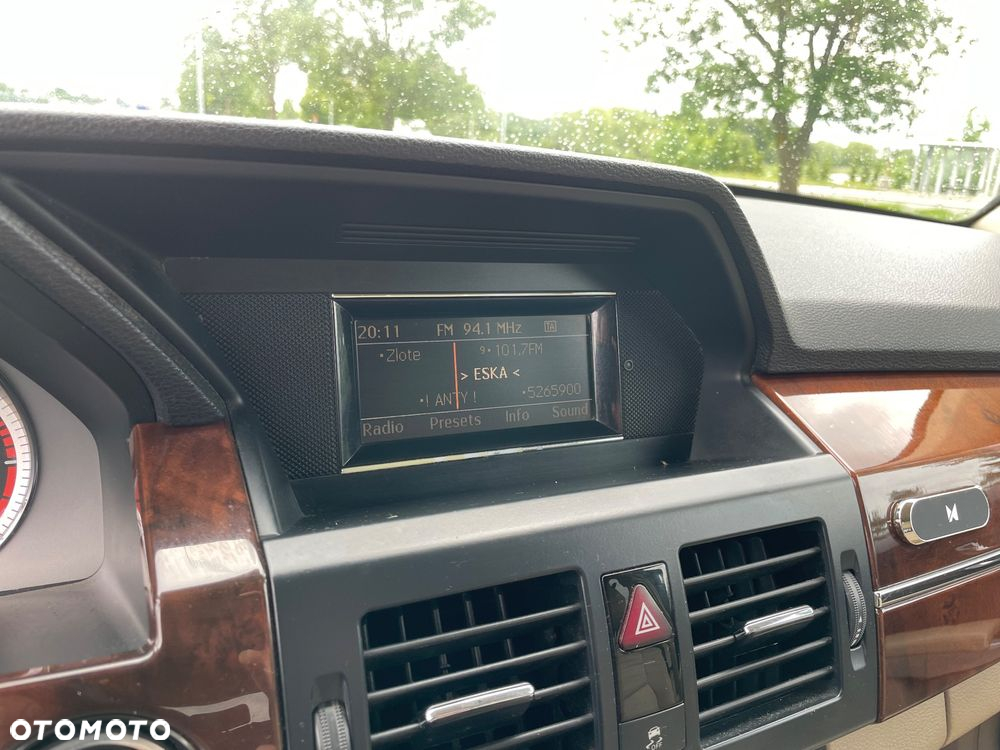 20:11 FM 94.1 MHz TA
•Zlote 9•101,7FM
> ESKA <
•! ANTY ! •5265900
Radio Presets Info Sound
OFF
OTOMOTO